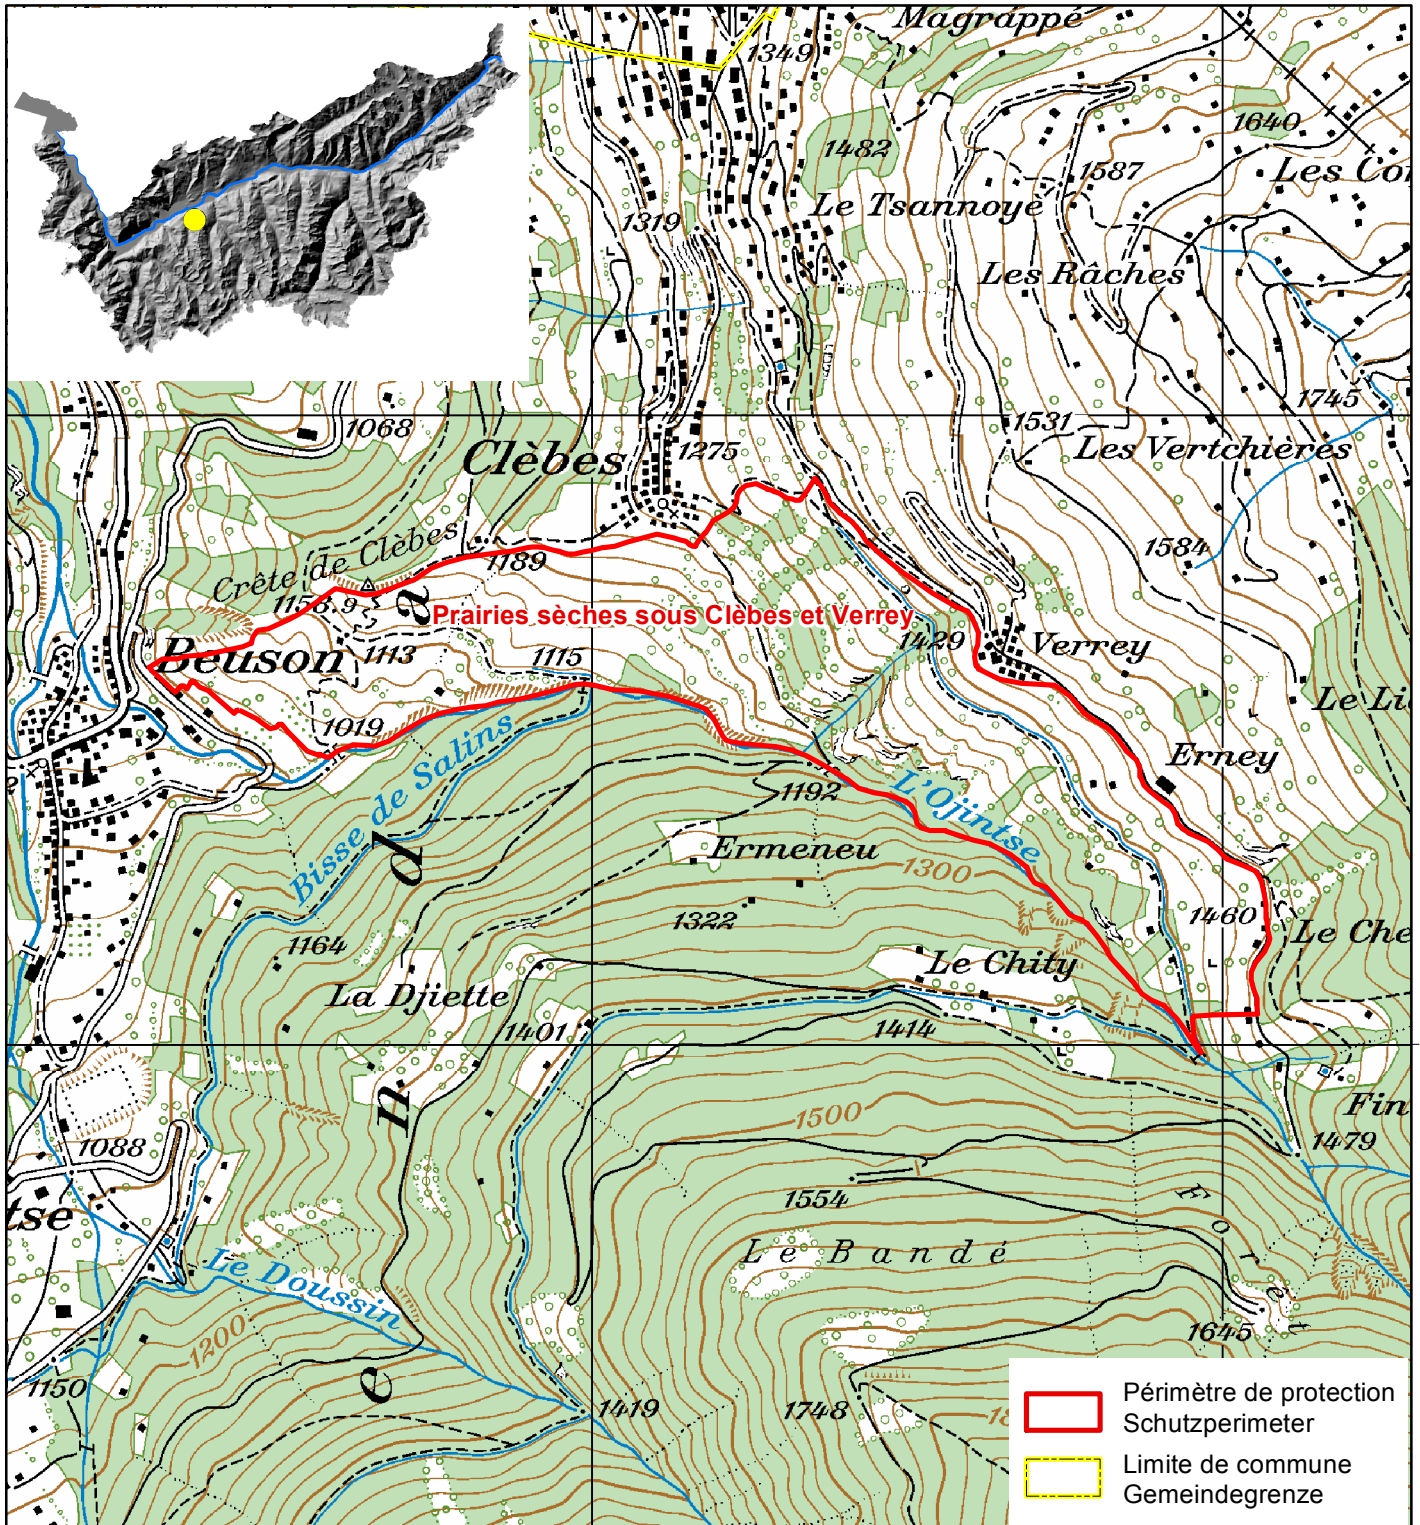 Magrappé
1349
1640
1482
1587
Les Co
Le Tsannoye
1319
Les Râches
1745
1068
1531
Clèbes
1275
Les Vertchières
Crête de Clèbes
1189
1584
1158.9
a
Prairies sèches sous Clèbes et Verrey
1429
Verrey
Beuson
1113
1115
Le Li
1019
Bisse de Salins
Erney
1192
L'Ojintse
d
Ermeneu
1300
1322
1460
1164
Le Che
Le Chity
La Djiette
1401
1414
n
1500
Fin
1088
1479
1554
tse
Forêt
Le Bandé
Le Doussin
1200
1645
e
1150
1419
1748
Périmètre de protection
Schutzperimeter
Limite de commune
Gemeindegrenze